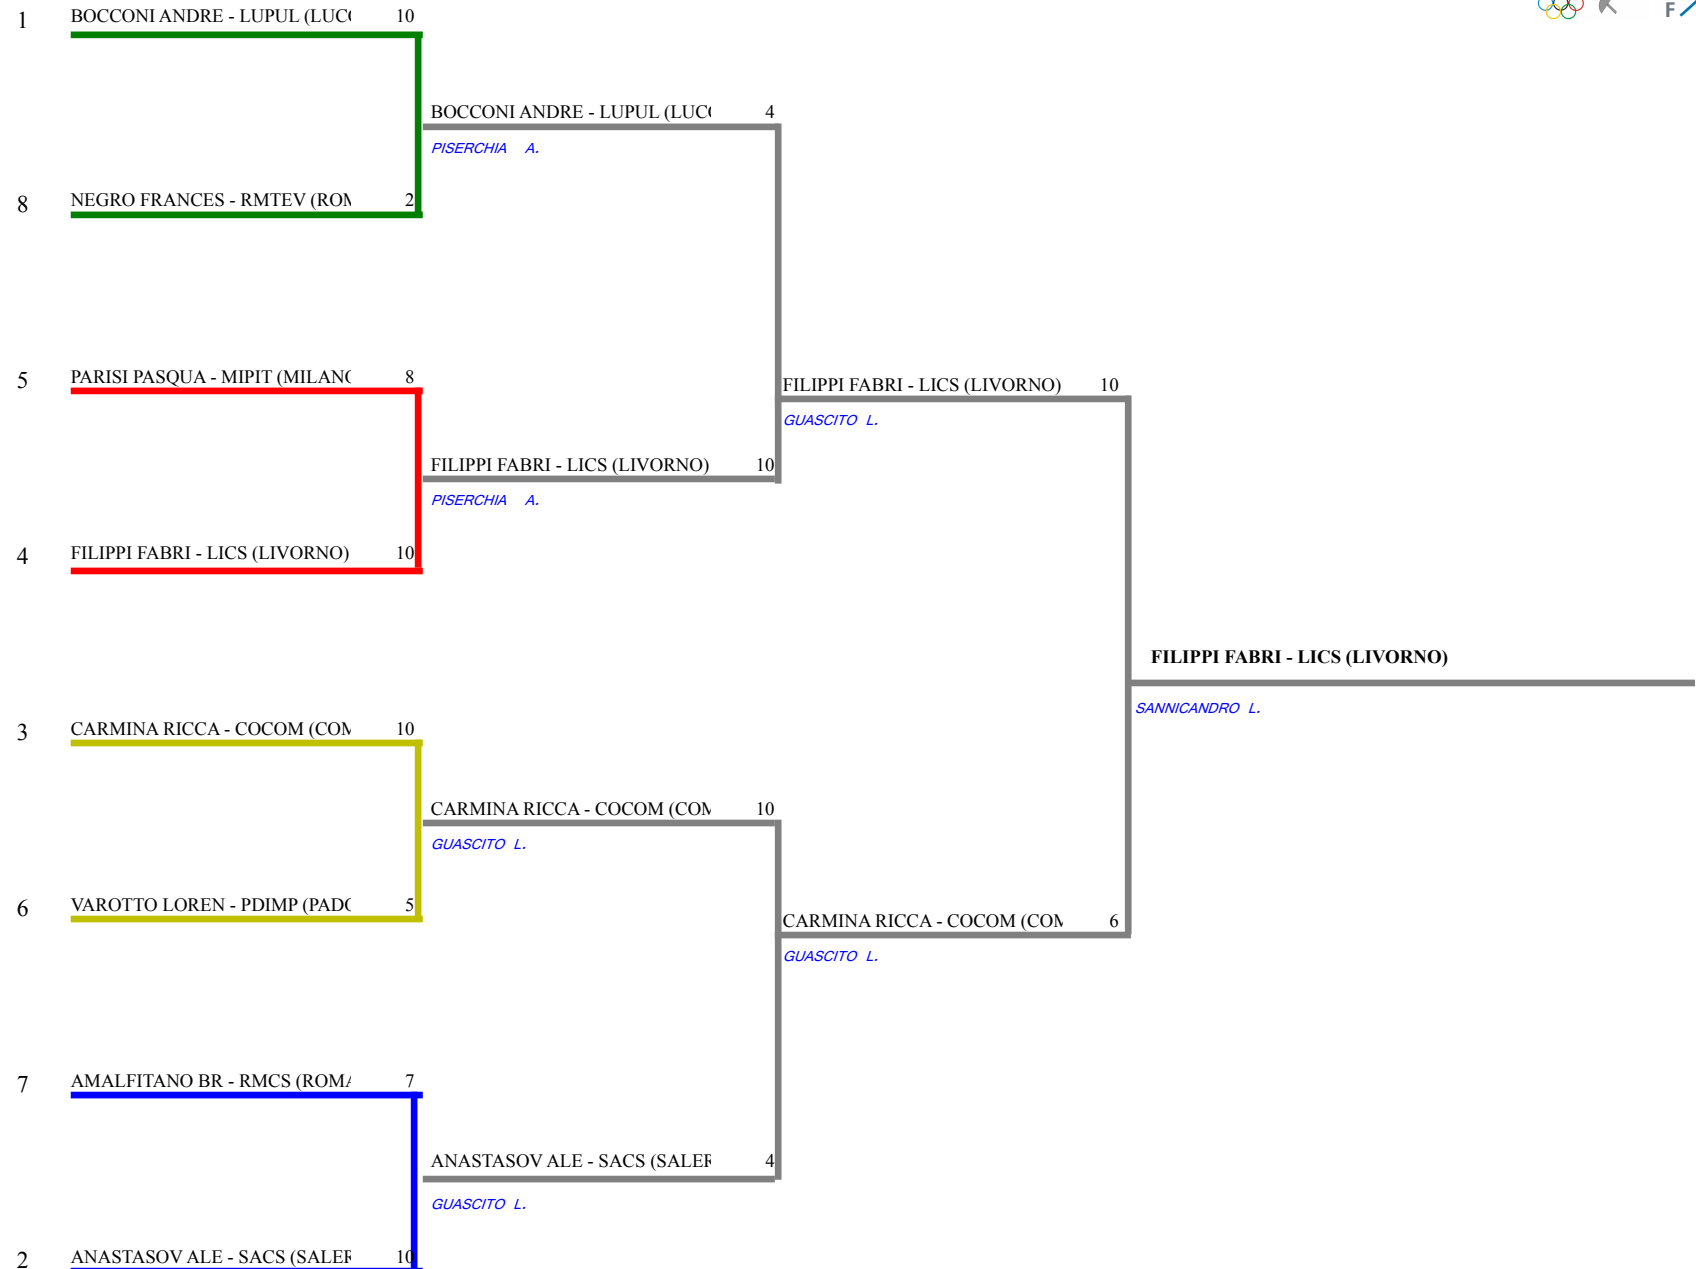 1 BOCCONI ANDRE - LUPUL (LUC 10
F
BOCCONI ANDRE - LUPUL (LUC 4
PISERCHIA A.
8 NEGRO FRANCES - RMTEV (ROM 2
5 PARISI PASQUA - MIPIT (MILAN 8
FILIPPI FABRI - LICS (LIVORNO) 10
GUASCITO L.
FILIPPI FABRI - LICS (LIVORNO) 10
PISERCHIA A.
4 FILIPPI FABRI - LICS (LIVORNO) 10
FILIPPI FABRI - LICS (LIVORNO)
SANNICANDRO L.
3 CARMINA RICCA - COCOM (COM 10
CARMINA RICCA - COCOM (COM 10
GUASCITO L.
6 VAROTTO LOREN - PDIMP (PAD 5
CARMINA RICCA - COCOM (COM 6
GUASCITO L.
7 AMALFITANO BR - RMCS (ROMA 7
ANASTASOV ALE - SACS (SALER 4
GUASCITO L.
2 ANASTASOV ALE - SACS (SALER 10